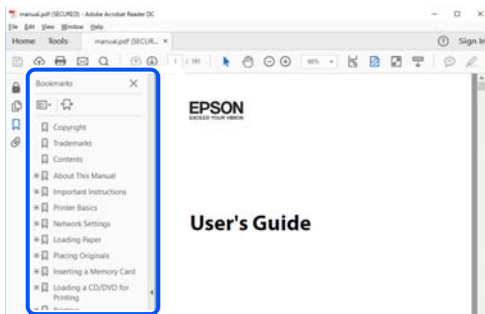 manual.pdf (SECURED) - Adobe Acrobat Reader DC
File Edit View Window Help
Home Tools manual.pdf (SECUR... × Sign In
Bookmarks
Copyright
Trademarks
Contents
About This Manual
Important Instructions
Printer Basics
Network Settings
Loading Paper
Placing Originals
Inserting a Memory Card
Loading a CD/DVD for
Printing
EPSON
EXCEED YOUR VISION
User's Guide